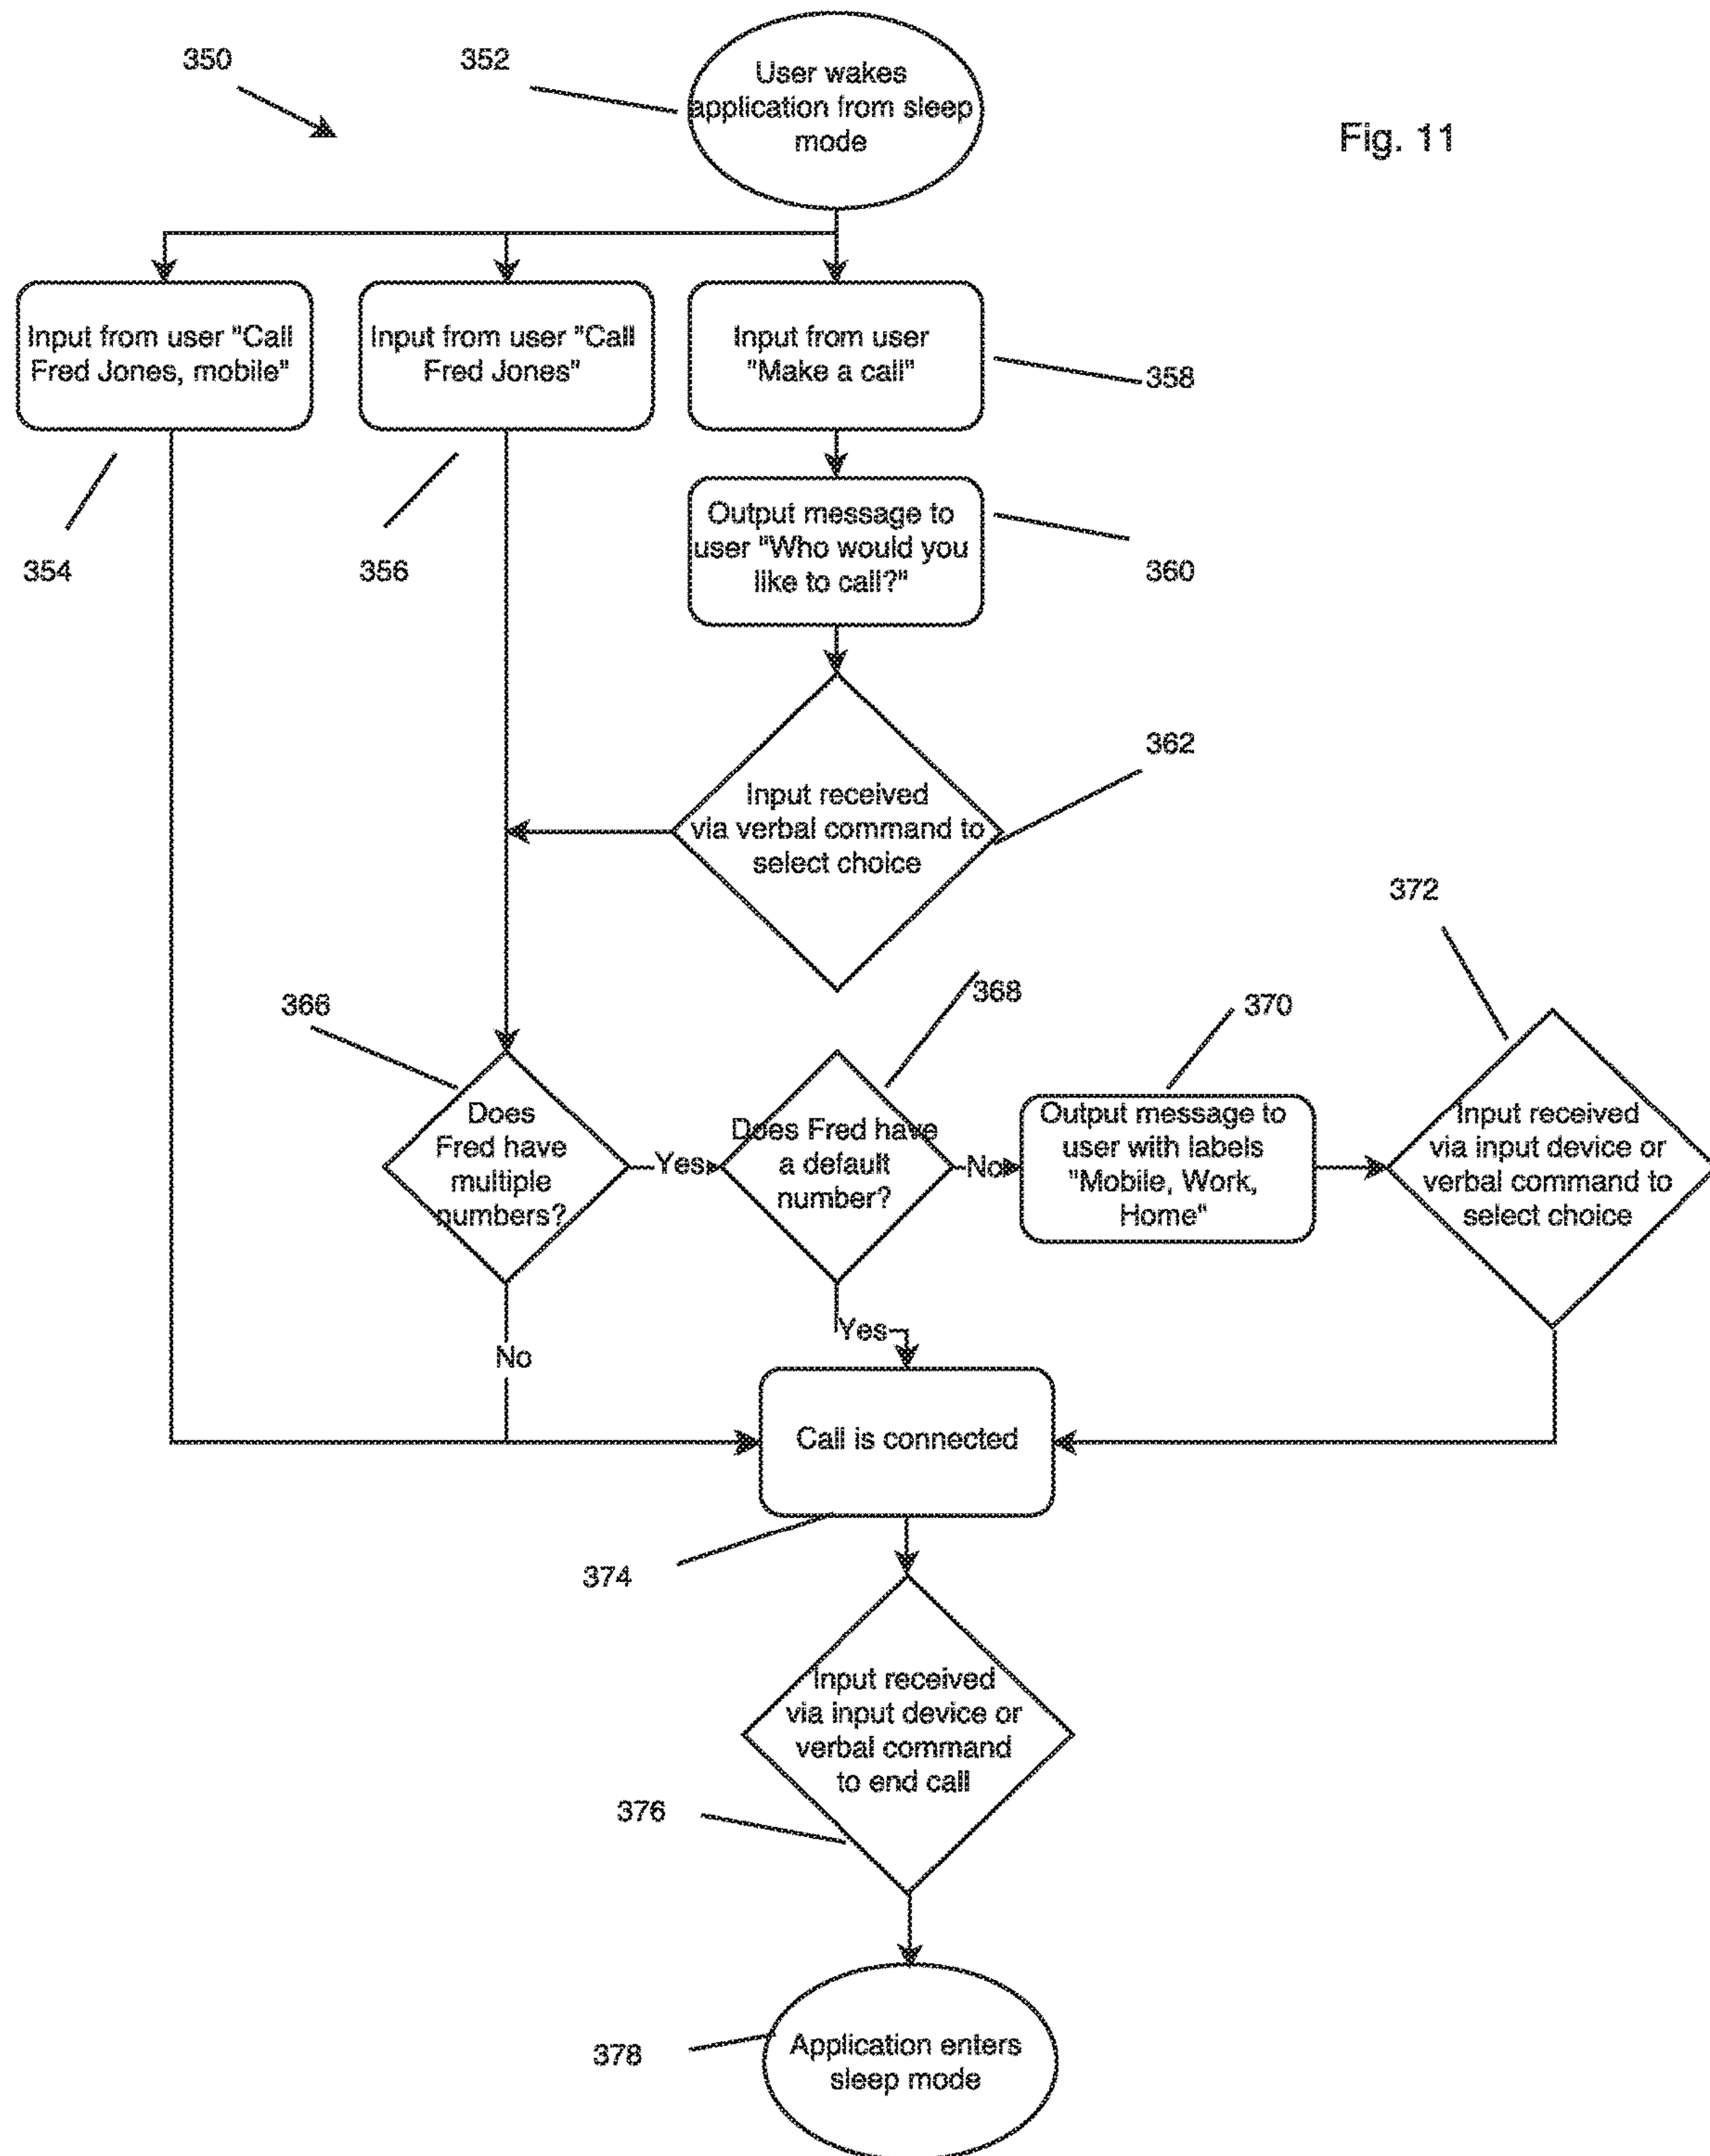 350
352
User wakes
application from sleep
mode
Fig. 11
Input from user "Call
Fred Jones, mobile"
Input from user "Call
Fred Jones"
Input from user
"Make a call"
358
354
356
Output message to
user "Who would you
like to call?"
360
362
Input received
via verbal command to
select choice
372
366
368
370
Does
Fred have
multiple
numbers?
Yes
Does Fred have
a default
number?
No
Output message to
user with labels
"Mobile, Work,
Home"
Input received
via input device or
verbal command to
select choice
No
Yes
Call is connected
374
Input received
via input device or
verbal command
to end call
376
378
Application enters
sleep mode